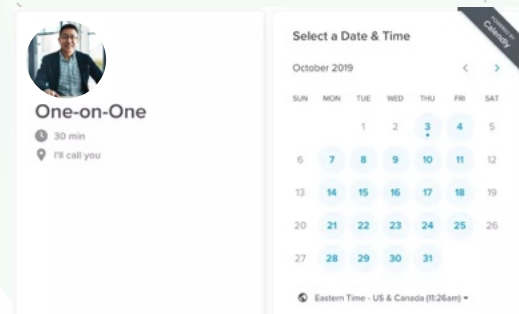 One-on-One
30 min
I'll call you
POWERED BY
Calendly
Select a Date & Time
October 2019
< >
SUN MON TUE WED THU FRI SAT
1 2 3 4 5
6 7 8 9 10 11 12
13 14 15 16 17 18 19
20 21 22 23 24 25 26
27 28 29 30 31
Eastern Time - US & Canada (11:26am)